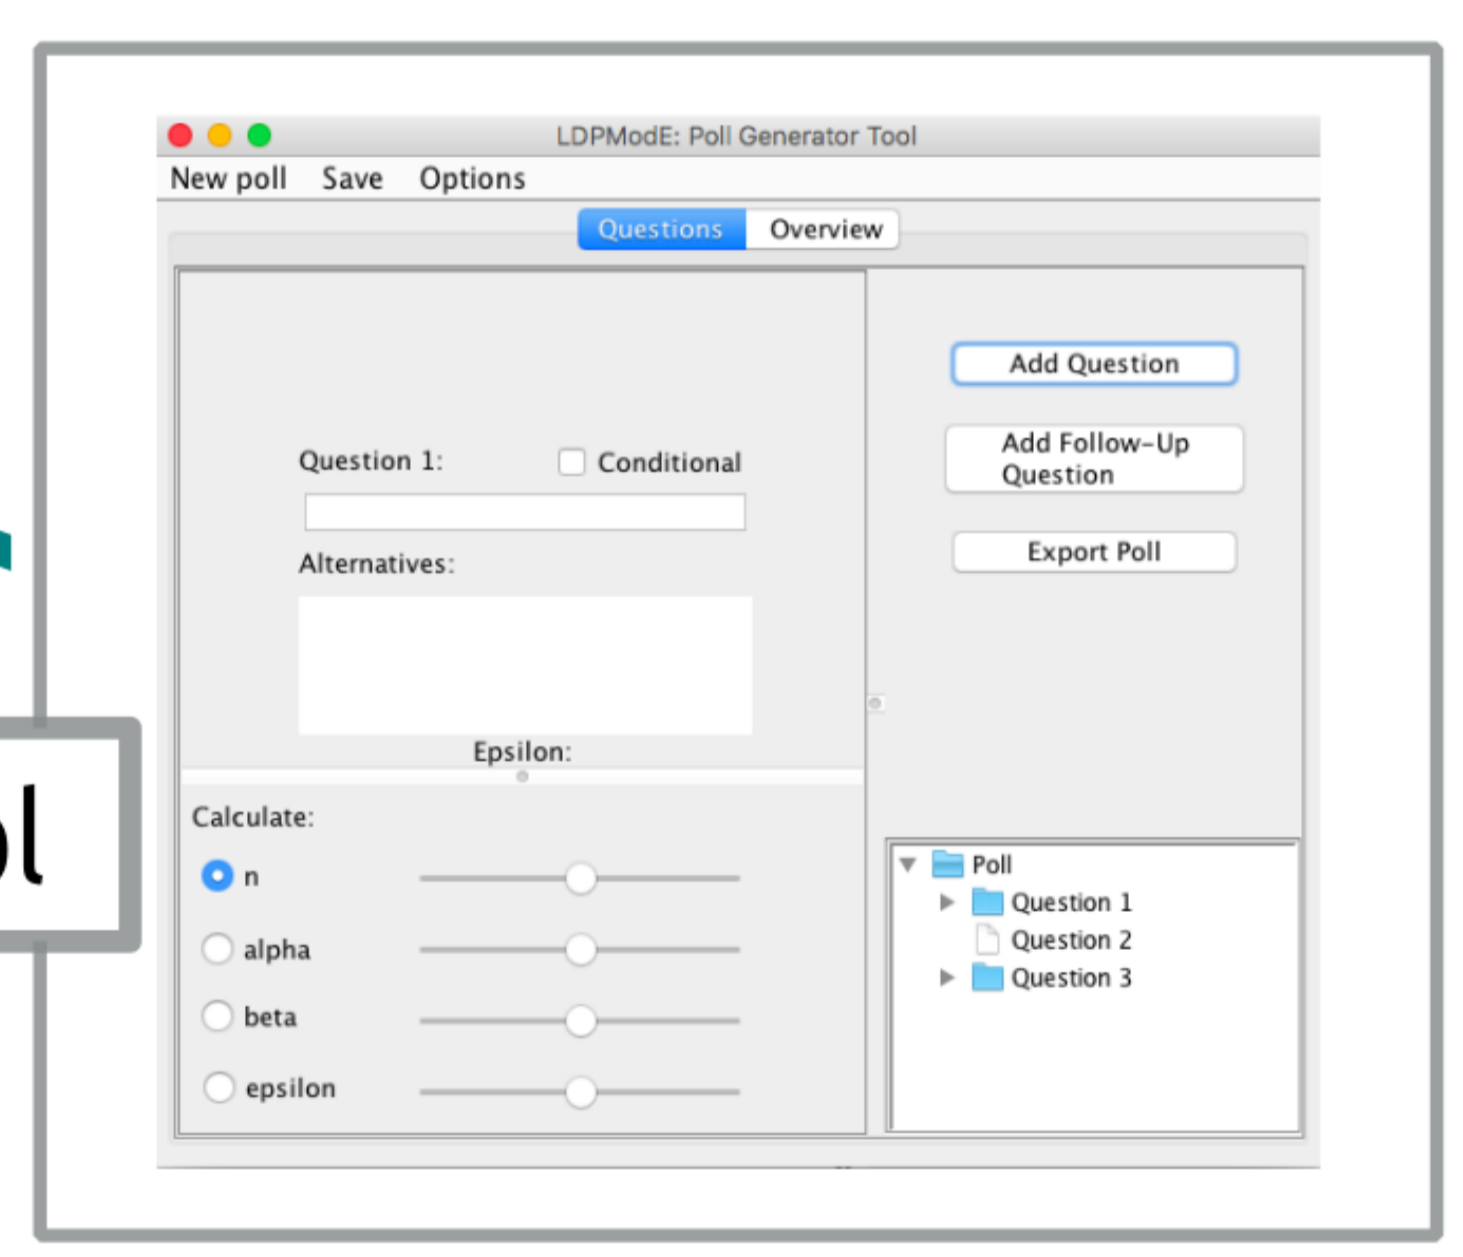 LDPModE: Poll Generator Tool
New poll Save Options
Questions Overview
Question 1: Conditional
Alternatives:
Epsilon:
Calculate:
n
alpha
beta
epsilon
Add Question
Add Follow-Up
Question
Export Poll
Poll
Question 1
Question 2
Question 3